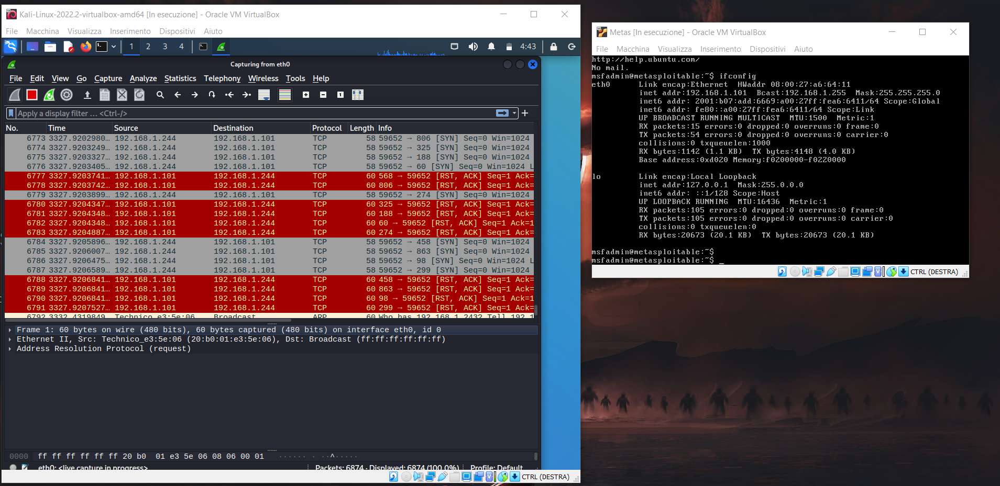 Kali-Linux-2022.2-virtualbox-amd64 [In esecuzione] - Oracle VM VirtualBox
File Macchina Visualizza Inserimento Dispositivi Aiuto
1 2 3 4 4:43
Capturing from eth0
File Edit View Go Capture Analyze Statistics Telephony Wireless Tools Help
Apply a display filter ... <Ctrl-/>
No. Time Source Destination Protocol Length Info
6773 3327.9202980… 192.168.1.244 192.168.1.101 TCP 58 59652 → 806 [SYN] Seq=0 Win=1024
6774 3327.9203249… 192.168.1.244 192.168.1.101 TCP 58 59652 → 325 [SYN] Seq=0 Win=1024
6775 3327.9203327… 192.168.1.244 192.168.1.101 TCP 58 59652 → 188 [SYN] Seq=0 Win=1024
6776 3327.9203405… 192.168.1.244 192.168.1.101 TCP 58 59652 → 60 [SYN] Seq=0 Win=1024 L
6777 3327.9203741… 192.168.1.101 192.168.1.244 TCP 60 568 → 59652 [RST, ACK] Seq=1 Ack=
6778 3327.9203742… 192.168.1.101 192.168.1.244 TCP 60 806 → 59652 [RST, ACK] Seq=1 Ack=
6779 3327.9203899… 192.168.1.244 192.168.1.101 TCP 58 59652 → 274 [SYN] Seq=0 Win=1024
6780 3327.9204347… 192.168.1.101 192.168.1.244 TCP 60 325 → 59652 [RST, ACK] Seq=1 Ack=
6781 3327.9204348… 192.168.1.101 192.168.1.244 TCP 60 188 → 59652 [RST, ACK] Seq=1 Ack=
6782 3327.9204348… 192.168.1.101 192.168.1.244 TCP 60 60 → 59652 [RST, ACK] Seq=1 Ack=1
6783 3327.9204887… 192.168.1.101 192.168.1.244 TCP 60 274 → 59652 [RST, ACK] Seq=1 Ack=
6784 3327.9205896… 192.168.1.244 192.168.1.101 TCP 58 59652 → 458 [SYN] Seq=0 Win=1024
6785 3327.9206007… 192.168.1.244 192.168.1.101 TCP 58 59652 → 863 [SYN] Seq=0 Win=1024
6786 3327.9206475… 192.168.1.244 192.168.1.101 TCP 58 59652 → 98 [SYN] Seq=0 Win=1024 L
6787 3327.9206589… 192.168.1.244 192.168.1.101 TCP 58 59652 → 299 [SYN] Seq=0 Win=1024
6788 3327.9206841… 192.168.1.101 192.168.1.244 TCP 60 458 → 59652 [RST, ACK] Seq=1 Ack=
6789 3327.9206841… 192.168.1.101 192.168.1.244 TCP 60 863 → 59652 [RST, ACK] Seq=1 Ack=
6790 3327.9206841… 192.168.1.101 192.168.1.244 TCP 60 98 → 59652 [RST, ACK] Seq=1 Ack=1
6791 3327.9207527… 192.168.1.101 192.168.1.244 TCP 60 299 → 59652 [RST, ACK] Seq=1 Ack=
6792 3332.4319849… Technico_e3:5e:06 Broadcast ARP 60 Who has 192.168.1.243? Tell 192.1
Frame 1: 60 bytes on wire (480 bits), 60 bytes captured (480 bits) on interface eth0, id 0
Ethernet II, Src: Technico_e3:5e:06 (20:b0:01:e3:5e:06), Dst: Broadcast (ff:ff:ff:ff:ff:ff)
Address Resolution Protocol (request)
0000 ff ff ff ff ff ff 20 b0 01 e3 5e 06 08 06 00 01 ······ · ··^·····
eth0: <live capture in progress> Packets: 6874 · Displayed: 6874 (100.0%) Profile: Default
CTRL (DESTRA)
Metas [In esecuzione] - Oracle VM VirtualBox
File Macchina Visualizza Inserimento Dispositivi Aiuto
http://help.ubuntu.com/
No mail.
msfadmin@metasploitable:~$ ifconfig
eth0 Link encap:Ethernet HWaddr 08:00:27:a6:64:11
inet addr:192.168.1.101 Bcast:192.168.1.255 Mask:255.255.255.0
inet6 addr: 2001:b07:add:6669:a00:27ff:fea6:6411/64 Scope:Global
inet6 addr: fe80::a00:27ff:fea6:6411/64 Scope:Link
UP BROADCAST RUNNING MULTICAST MTU:1500 Metric:1
RX packets:15 errors:0 dropped:0 overruns:0 frame:0
TX packets:54 errors:0 dropped:0 overruns:0 carrier:0
collisions:0 txqueuelen:1000
RX bytes:1142 (1.1 KB) TX bytes:4148 (4.0 KB)
Base address:0xd020 Memory:f0200000-f0220000
lo Link encap:Local Loopback
inet addr:127.0.0.1 Mask:255.0.0.0
inet6 addr: ::1/128 Scope:Host
UP LOOPBACK RUNNING MTU:16436 Metric:1
RX packets:105 errors:0 dropped:0 overruns:0 frame:0
TX packets:105 errors:0 dropped:0 overruns:0 carrier:0
collisions:0 txqueuelen:0
RX bytes:20673 (20.1 KB) TX bytes:20673 (20.1 KB)
msfadmin@metasploitable:~$
msfadmin@metasploitable:~$ _
CTRL (DESTRA)